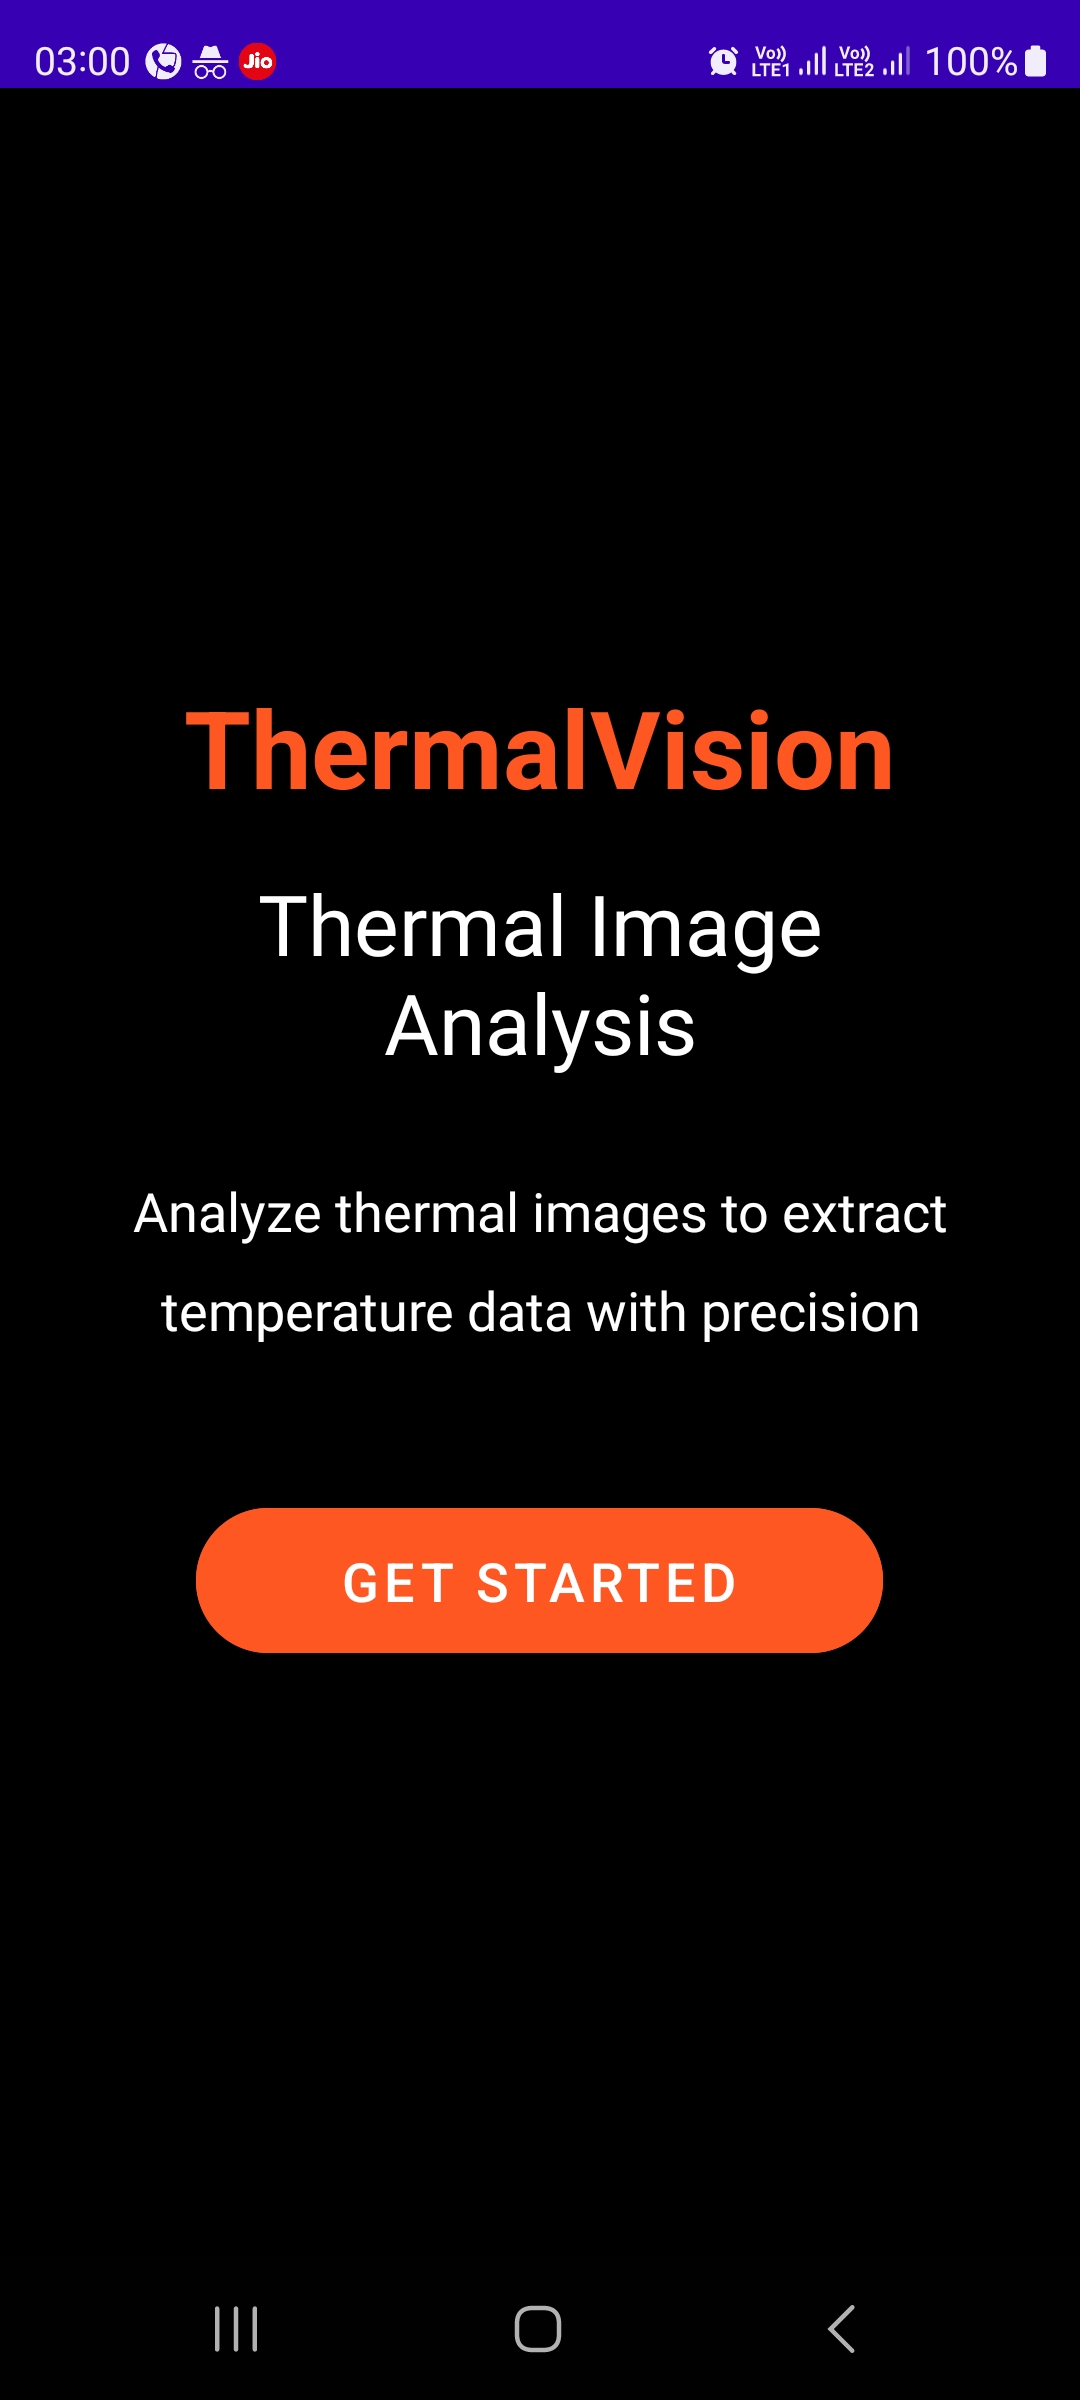 03:00 Jio Vo)) LTE1 Vo)) LTE2 100%
ThermalVision
Thermal Image
Analysis
Analyze thermal images to extract
temperature data with precision
GET STARTED